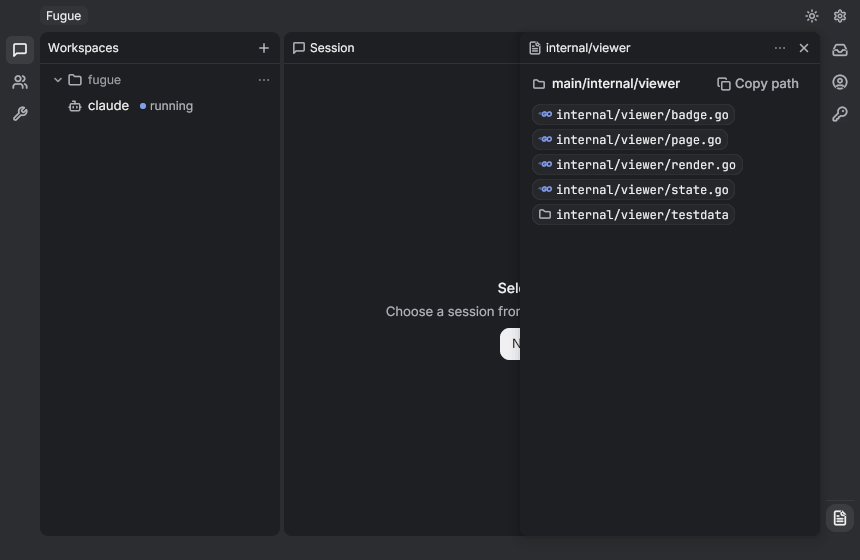 Fugue
Workspaces
fugue
claude
running
Session
Choose a session
internal/viewer
main/internal/viewer
Copy path
internal/viewer/badge.go
internal/viewer/page.go
internal/viewer/render.go
internal/viewer/state.go
internal/viewer/testdata